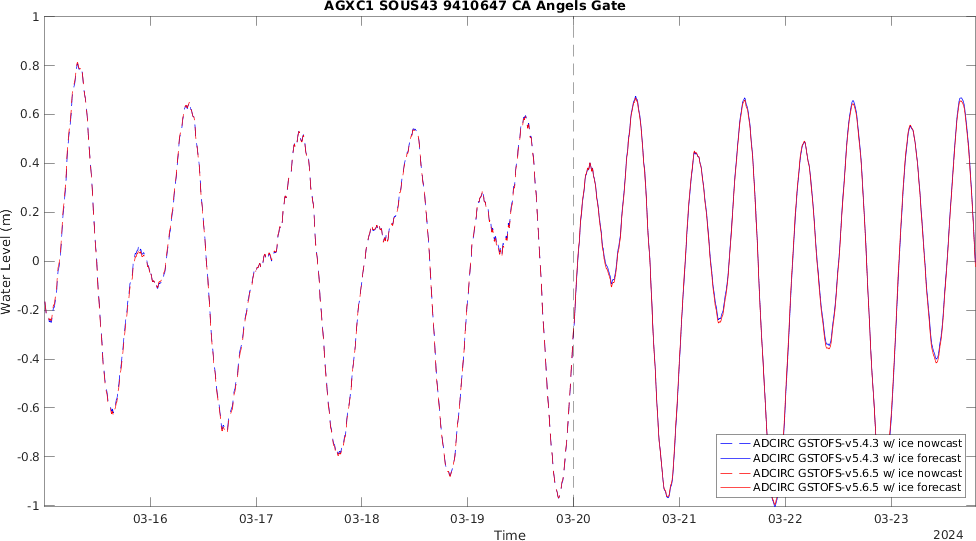 AGXC1 SOUS43 9410647 CA Angels Gate
1
0.8
0.6
0.4
0.2
0
-0.2
-0.4
-0.6
-0.8
-1
Water Level (m)
ADCIRC GSTOFS-v5.4.3 w/ ice nowcast
ADCIRC GSTOFS-v5.4.3 w/ ice forecast
ADCIRC GSTOFS-v5.6.5 w/ ice nowcast
ADCIRC GSTOFS-v5.6.5 w/ ice forecast
03-16 03-17 03-18 03-19 03-20 03-21 03-22 03-23
Time
2024